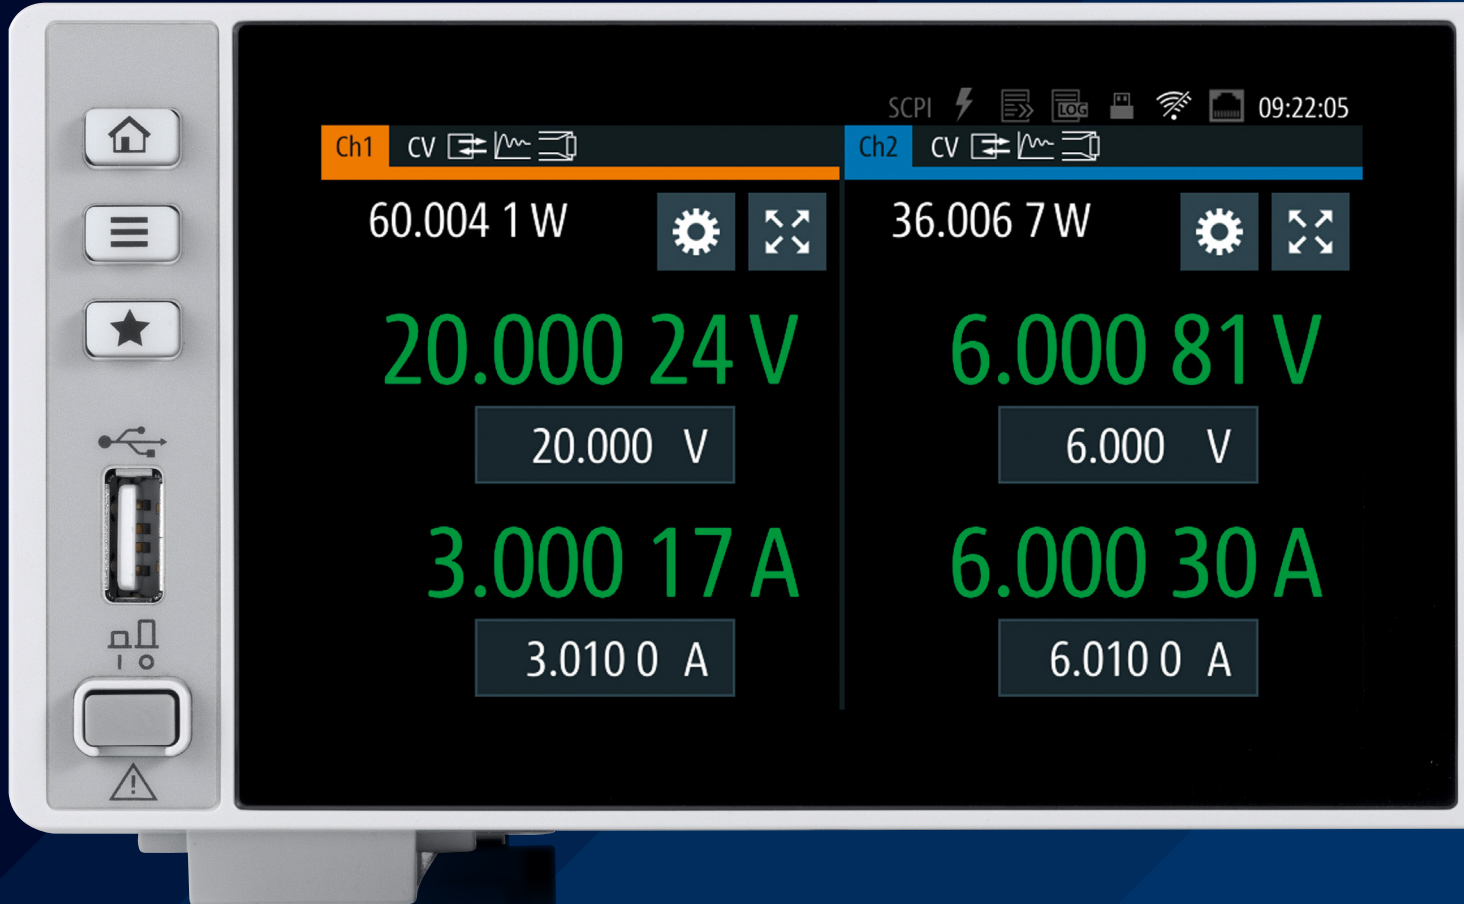 SCPI LOG 09:22:05
Ch1 CV Ch2 CV
60.004 1 W 36.006 7 W
20.000 24 V 6.000 81 V
20.000 V 6.000 V
3.000 17 A 6.000 30 A
3.010 0 A 6.010 0 A